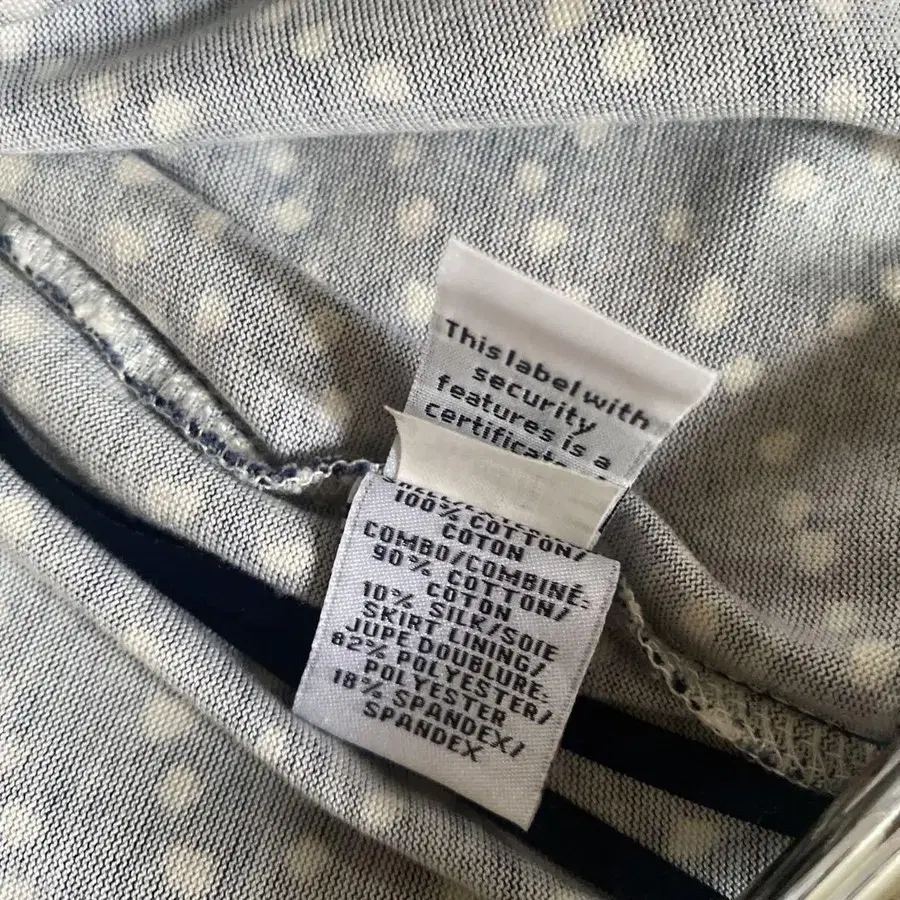 This label with
security
features is a
certificat
100% COTTON/
COTON
COMBO/COMBINÉ:
90% COTTON/
COTON
10% SILK/SOIE
SKIRT LINING/
JUPE DOUBLURE:
82% POLYESTER/
POLYESTER
18% SPANDEX/
SPANDEX